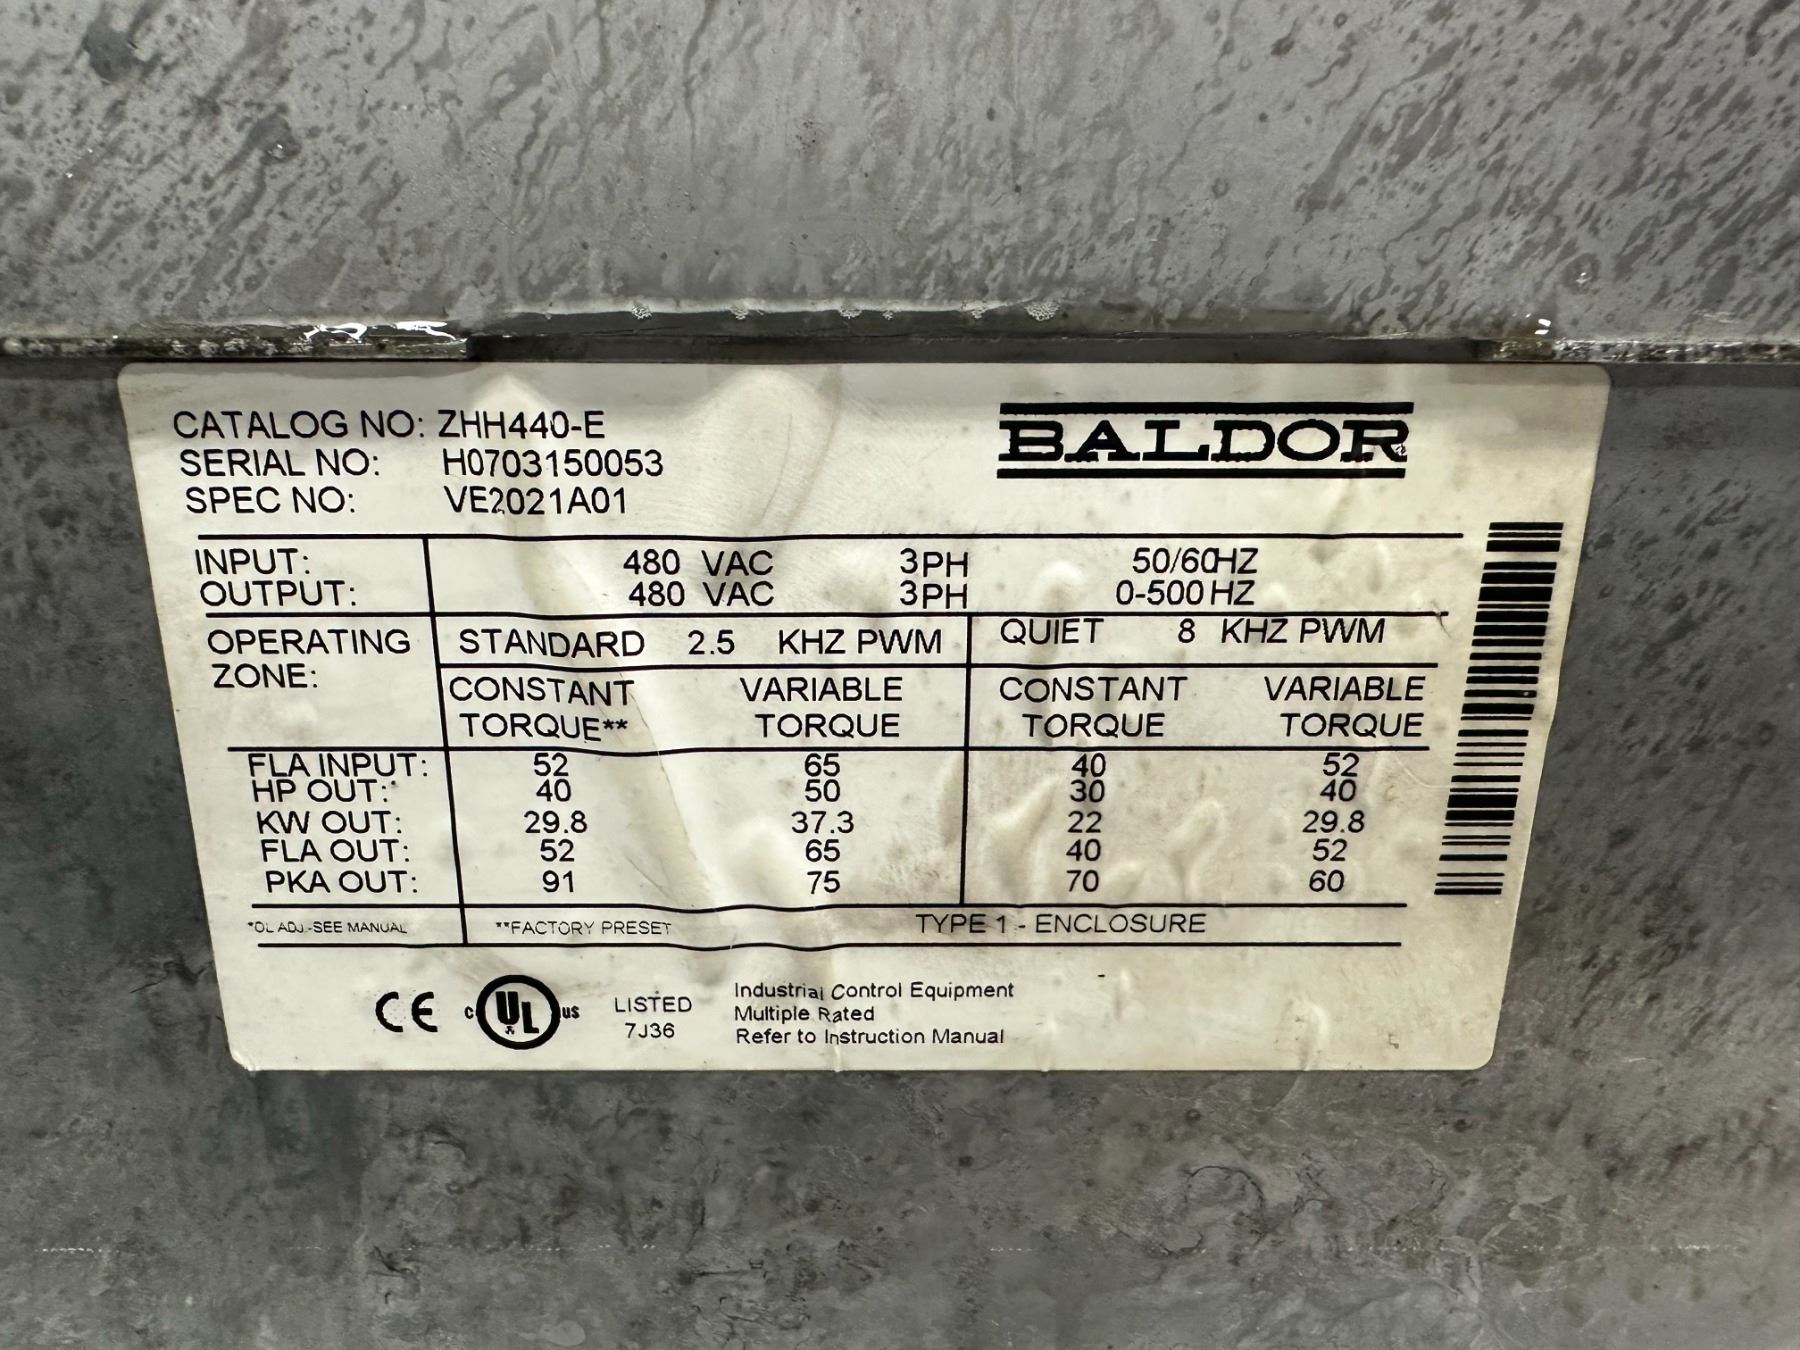 CATALOG NO: ZHH440-E
BALDOR
SERIAL NO: H0703150053
SPEC NO: VE2021A01
INPUT: 480 VAC 3PH 50/60HZ
OUTPUT: 480 VAC 3PH 0-500 HZ
OPERATING ZONE: STANDARD 2.5 KHZ PWM QUIET 8 KHZ PWM
CONSTANT TORQUE** VARIABLE TORQUE CONSTANT TORQUE VARIABLE TORQUE
FLA INPUT: 52 65 40 52
HP OUT:* 40 50 30 40
KW OUT: 29.8 37.3 22 29.8
FLA OUT: 52 65 40 52
PKA OUT: 91 75 70 60
*OL ADJ.-SEE MANUAL **FACTORY PRESET TYPE 1 - ENCLOSURE
CE c UL us LISTED 7J36
Industrial Control Equipment
Multiple Rated
Refer to Instruction Manual